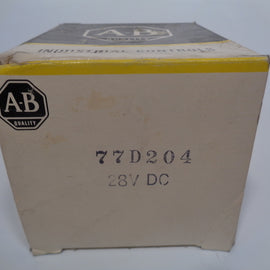 A-B
INDUSTRIAL CONTROLS
A-B
QUALITY
77D204
28V DC